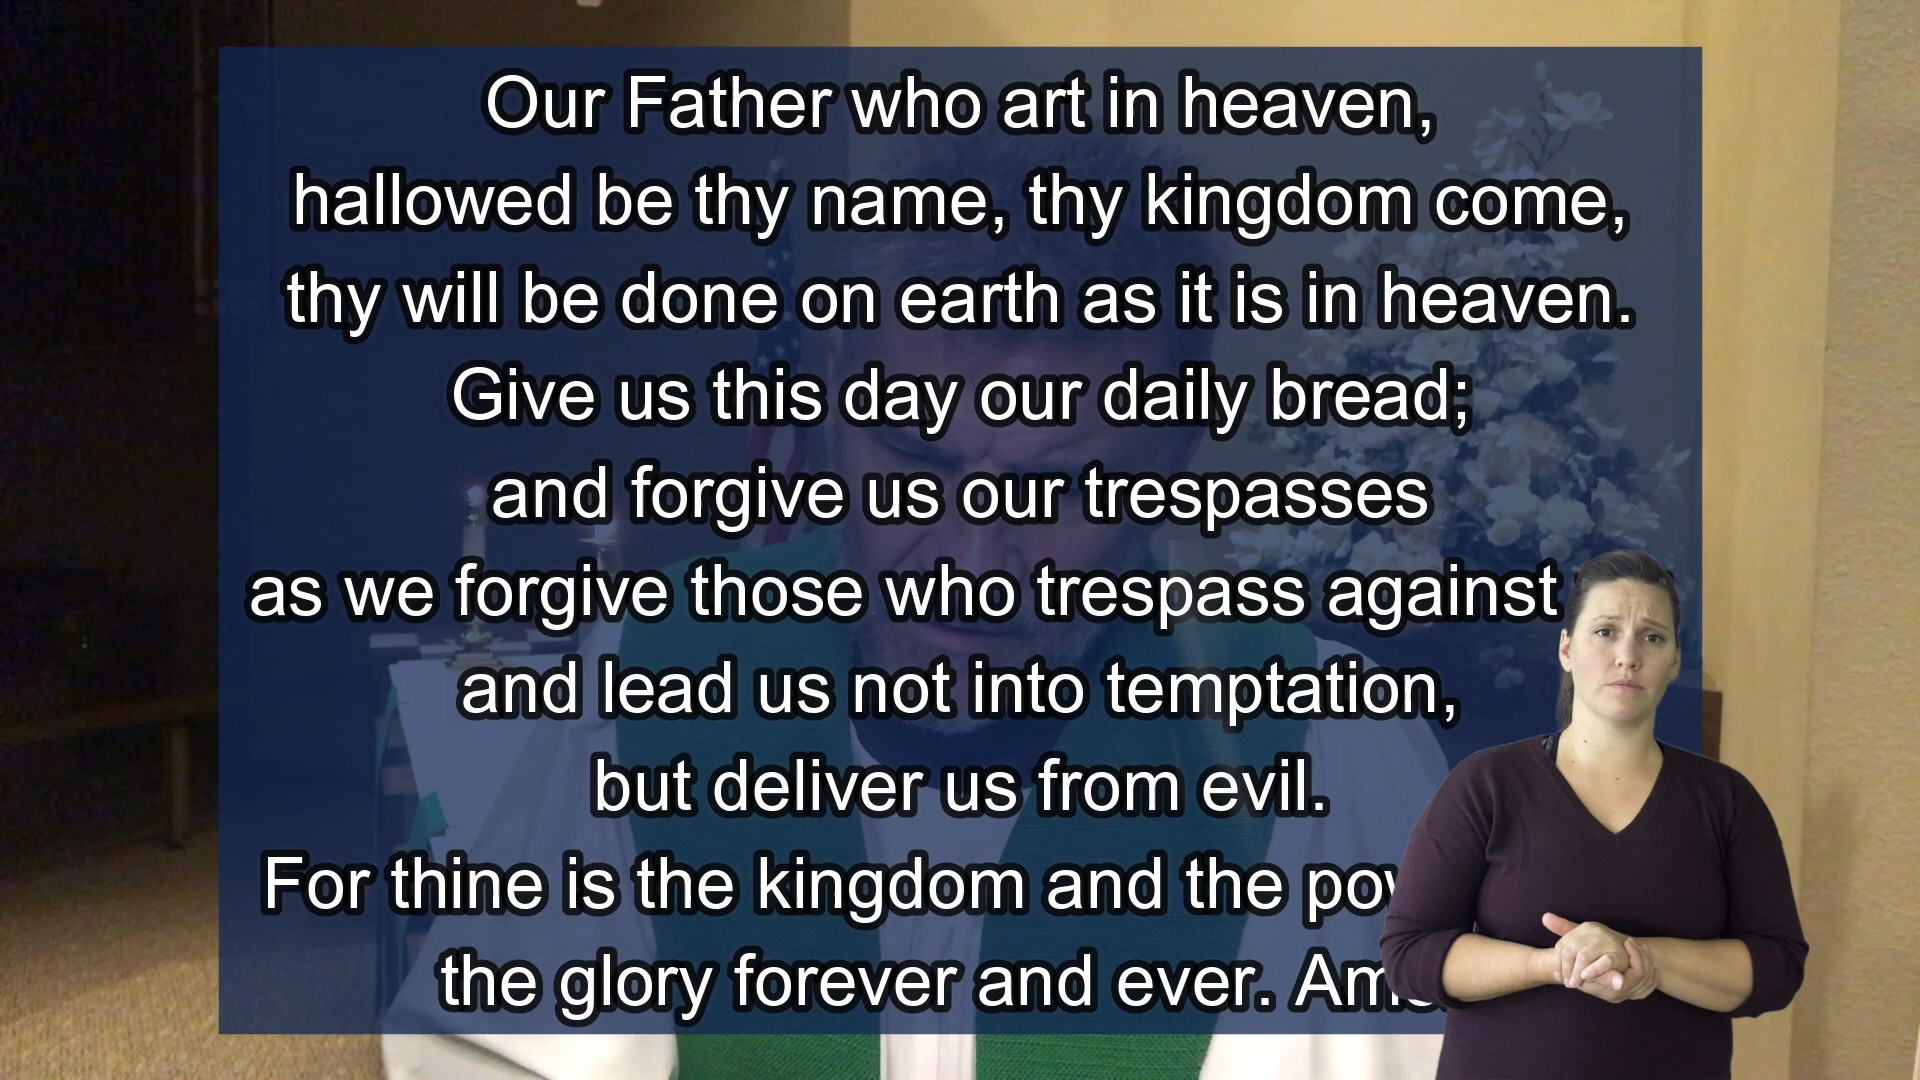 Our Father who art in heaven,
hallowed be thy name, thy kingdom come,
thy will be done on earth as it is in heaven.
Give us this day our daily bread;
and forgive us our trespasses
as we forgive those who trespass against
and lead us not into temptation,
but deliver us from evil.
For thine is the kingdom and the
the glory forever and ever.